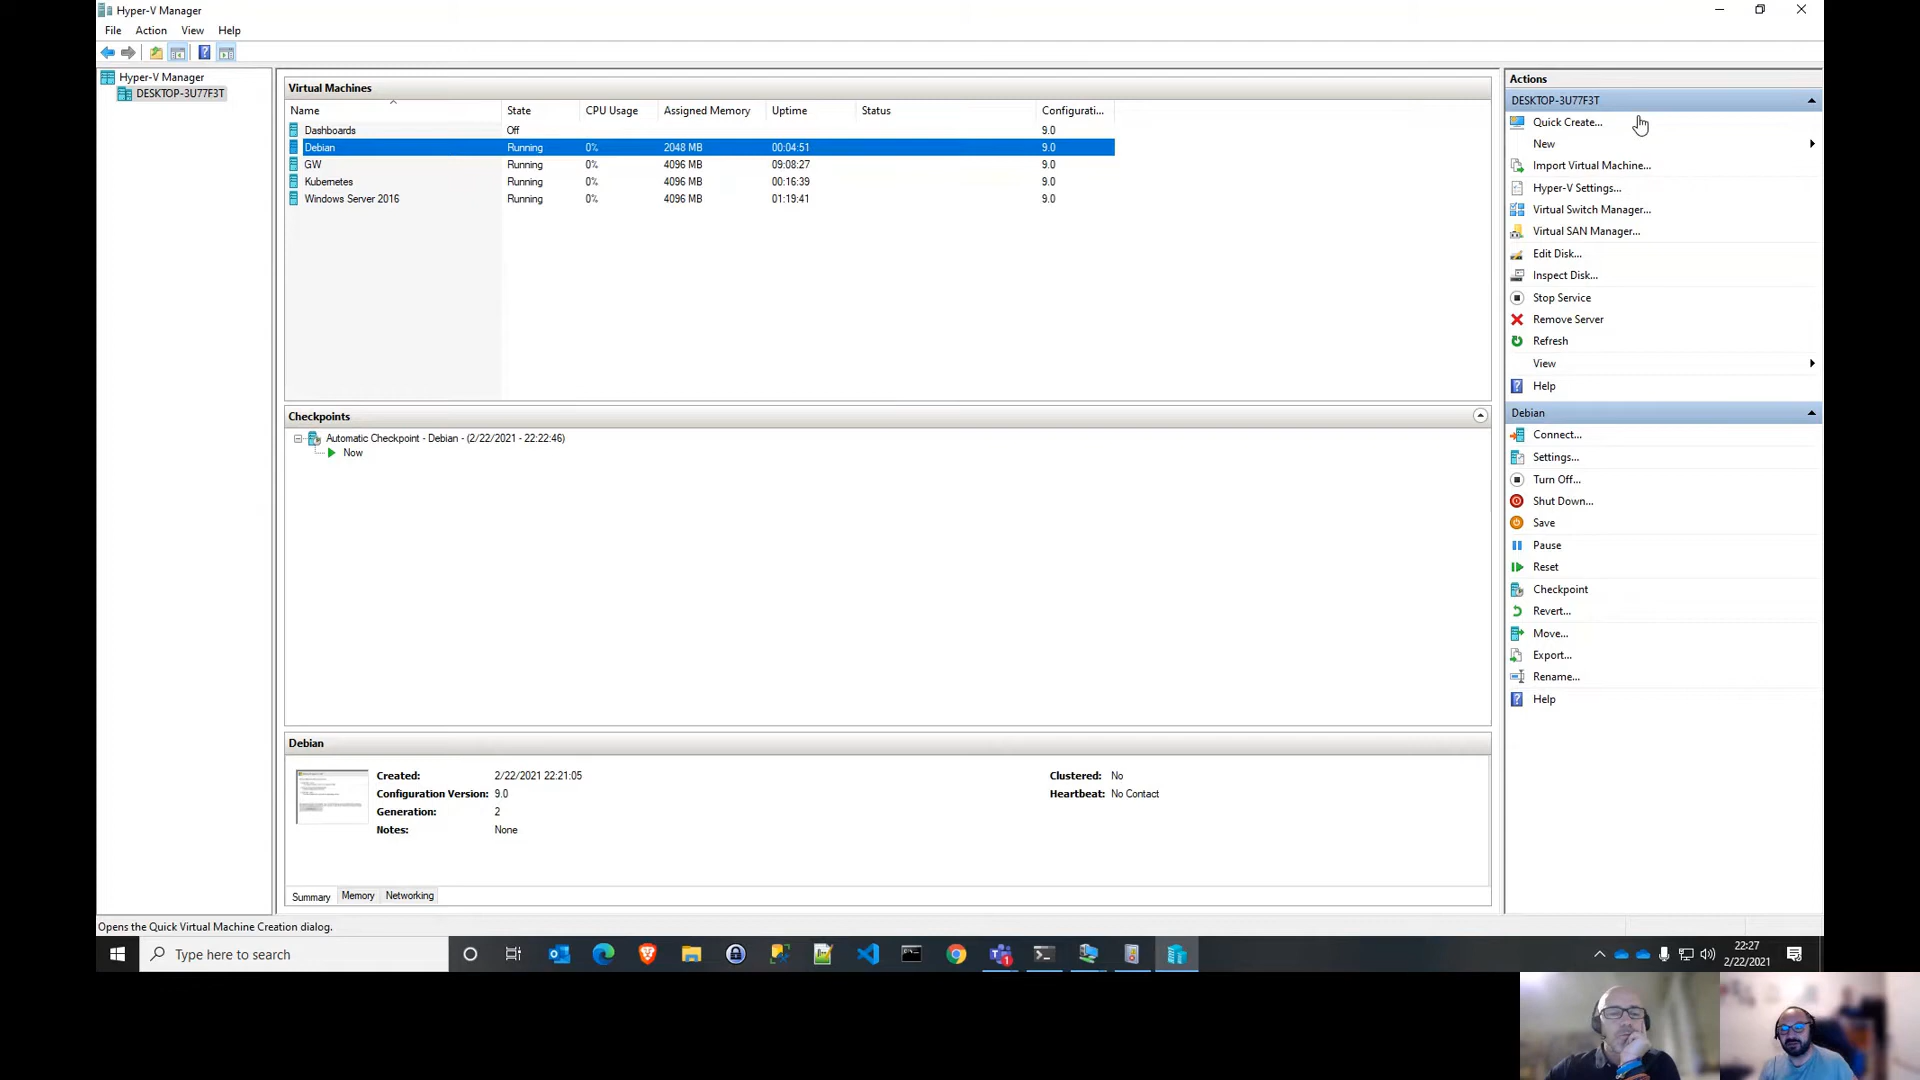 Hyper-V Manager
File Action View Help
Hyper-V Manager
DESKTOP-3U77F3T
Virtual Machines
Name State CPU Usage Assigned Memory Uptime Status Configurati...
Dashboards Off 9.0
Debian Running 0% 2048 MB 00:04:51 9.0
GW Running 0% 4096 MB 09:08:27 9.0
Kubernetes Running 0% 4096 MB 00:16:39 9.0
Windows Server 2016 Running 0% 4096 MB 01:19:41 9.0
Checkpoints
Automatic Checkpoint - Debian - (2/22/2021 - 22:22:46)
Now
Debian
Created: 2/22/2021 22:21:05 Clustered: No
Configuration Version: 9.0 Heartbeat: No Contact
Generation: 2
Notes: None
Summary Memory Networking
Actions
DESKTOP-3U77F3T
Quick Create...
New
Import Virtual Machine...
Hyper-V Settings...
Virtual Switch Manager...
Virtual SAN Manager...
Edit Disk...
Inspect Disk...
Stop Service
Remove Server
Refresh
View
Help
Debian
Connect...
Settings...
Turn Off...
Shut Down...
Save
Pause
Reset
Checkpoint
Revert...
Move...
Export...
Rename...
Help
Opens the Quick Virtual Machine Creation dialog.
Type here to search
22:27
2/22/2021